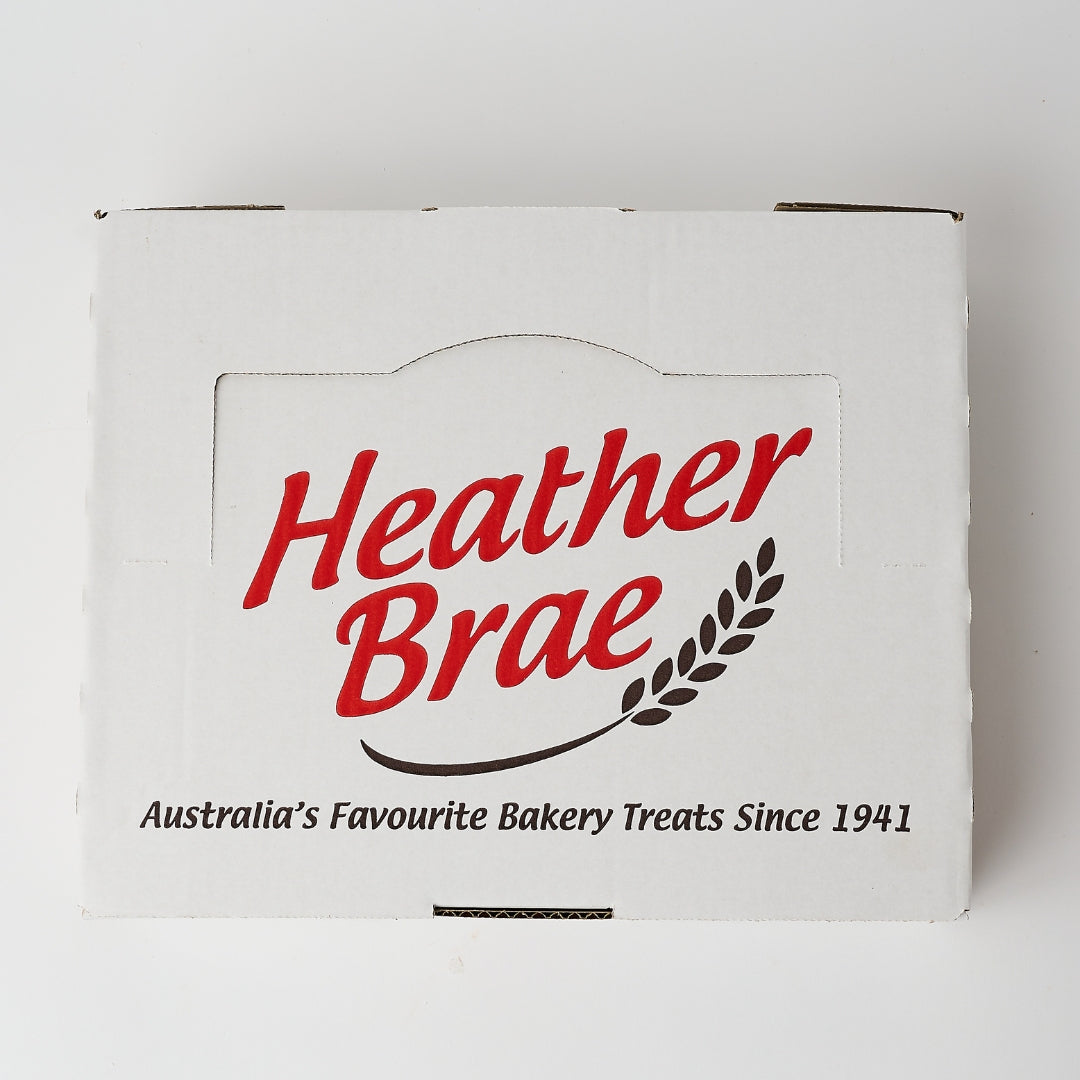 Heather
Brae
Australia's Favourite Bakery Treats Since 1941